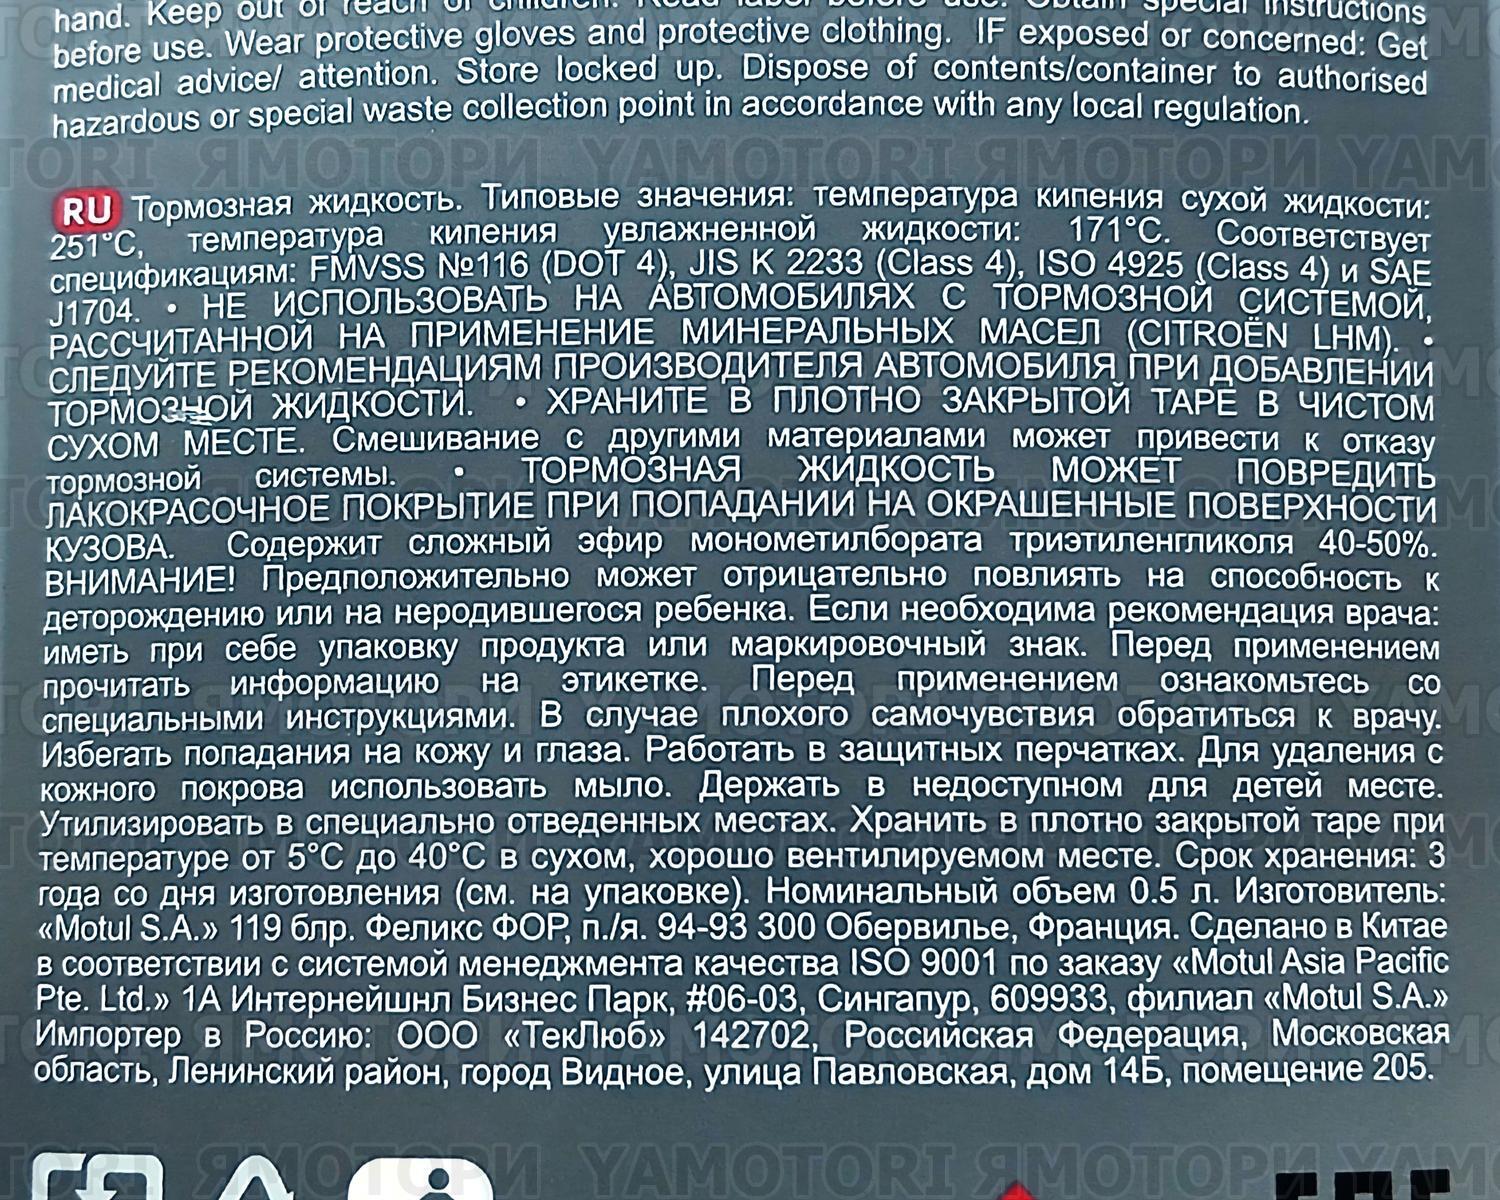 hand. Keep out of reach of children. Read label before use. Obtain special instructions
before use. Wear protective gloves and protective clothing. IF exposed or concerned: Get
medical advice/ attention. Store locked up. Dispose of contents/container to authorised
hazardous or special waste collection point in accordance with any local regulation.
RU Тормозная жидкость. Типовые значения: температура кипения сухой жидкости:
251°C, температура кипения увлажненной жидкости: 171°C. Соответствует
спецификациям: FMVSS №116 (DOT 4), JIS K 2233 (Class 4), ISO 4925 (Class 4) и SAE
J1704. • НЕ ИСПОЛЬЗОВАТЬ НА АВТОМОБИЛЯХ С ТОРМОЗНОЙ СИСТЕМОЙ,
РАССЧИТАННОЙ НА ПРИМЕНЕНИЕ МИНЕРАЛЬНЫХ МАСЕЛ (CITROËN LHM). •
СЛЕДУЙТЕ РЕКОМЕНДАЦИЯМ ПРОИЗВОДИТЕЛЯ АВТОМОБИЛЯ ПРИ ДОБАВЛЕНИИ
ТОРМОЗНОЙ ЖИДКОСТИ. • ХРАНИТЕ В ПЛОТНО ЗАКРЫТОЙ ТАРЕ В ЧИСТОМ
СУХОМ МЕСТЕ. Смешивание с другими материалами может привести к отказу
тормозной системы. • ТОРМОЗНАЯ ЖИДКОСТЬ МОЖЕТ ПОВРЕДИТЬ
ЛАКОКРАСОЧНОЕ ПОКРЫТИЕ ПРИ ПОПАДАНИИ НА ОКРАШЕННЫЕ ПОВЕРХНОСТИ
КУЗОВА. Содержит сложный эфир монометилбората триэтиленгликоля 40-50%.
ВНИМАНИЕ! Предположительно может отрицательно повлиять на способность к
деторождению или на неродившегося ребенка. Если необходима рекомендация врача:
иметь при себе упаковку продукта или маркировочный знак. Перед применением
прочитать информацию на этикетке. Перед применением ознакомьтесь со
специальными инструкциями. В случае плохого самочувствия обратиться к врачу.
Избегать попадания на кожу и глаза. Работать в защитных перчатках. Для удаления с
кожного покрова использовать мыло. Держать в недоступном для детей месте.
Утилизировать в специально отведенных местах. Хранить в плотно закрытой таре при
температуре от 5°C до 40°C в сухом, хорошо вентилируемом месте. Срок хранения: 3
года со дня изготовления (см. на упаковке). Номинальный объем 0.5 л. Изготовитель:
«Motul S.A.» 119 блр. Феликс ФОР, п./я. 94-93 300 Обервилье, Франция. Сделано в Китае
в соответствии с системой менеджмента качества ISO 9001 по заказу «Motul Asia Pacific
Pte. Ltd.» 1А Интернейшнл Бизнес Парк, #06-03, Сингапур, 609933, филиал «Motul S.A.»
Импортер в Россию: ООО «ТекЛюб» 142702, Российская Федерация, Московская
область, Ленинский район, город Видное, улица Павловская, дом 14Б, помещение 205.